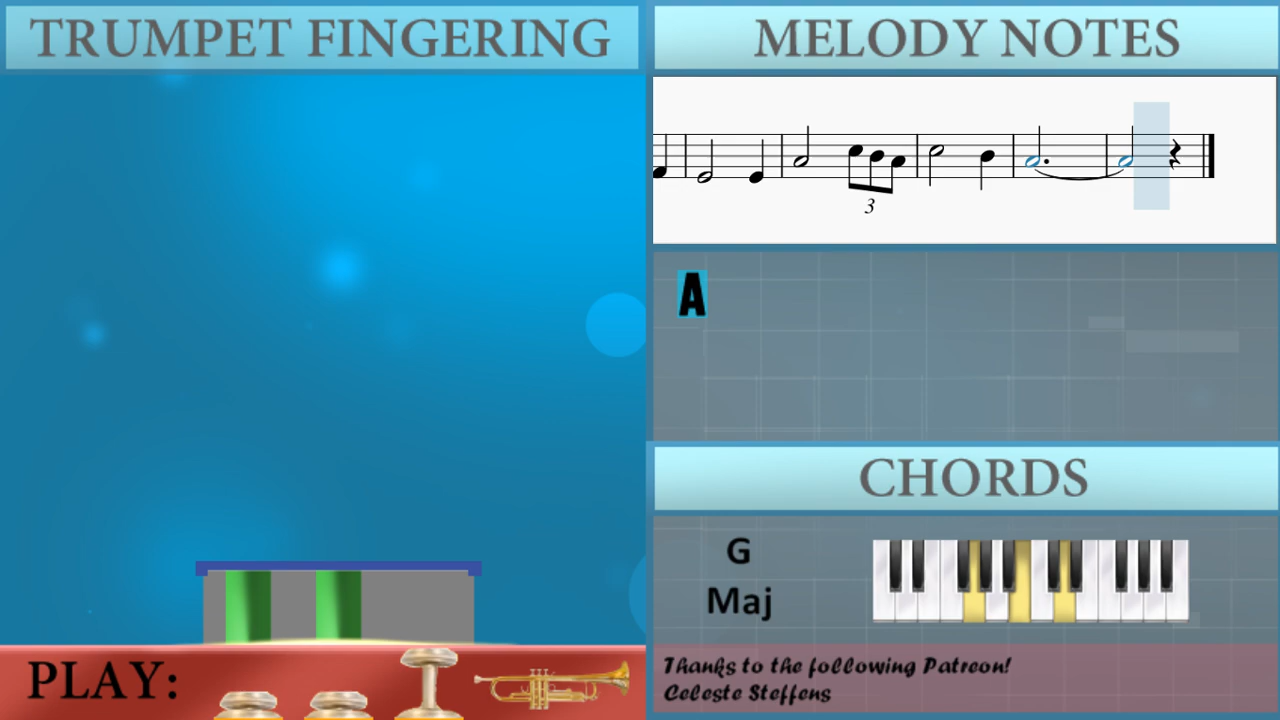 TRUMPET FINGERING
MELODY NOTES
3
A
CHORDS
G
Maj
PLAY:
Thanks to the following Patreon!
Celeste Steffens